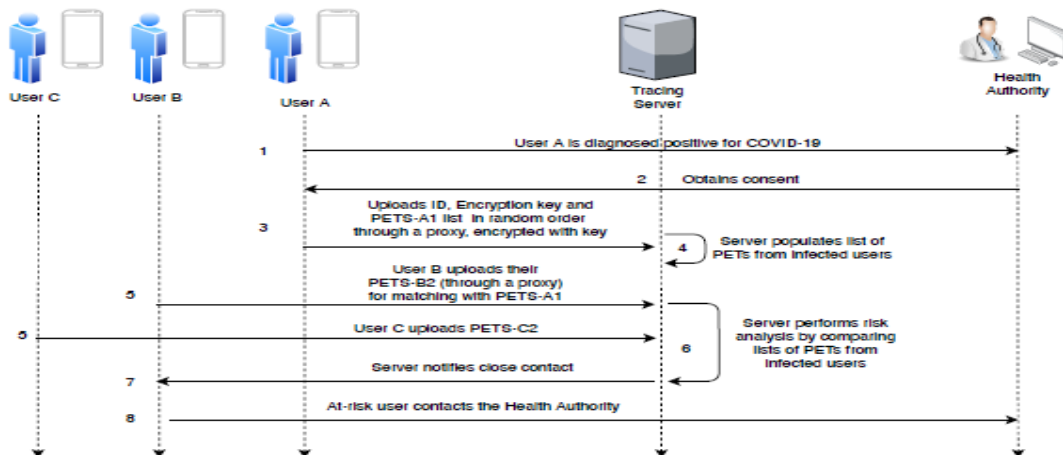 User C
User B
User A
Tracing
Server
Health
Authority
1
User A is diagnosed positive for COVID-19
2
Obtains consent
3
Uploads ID, Encryption key and
PETS-A1 list in random order
through a proxy, encrypted with key
4
Server populates list of
PETs from infected users
5
User B uploads their
PETS-B2 (through a proxy)
for matching with PETS-A1
5
User C uploads PETS-C2
6
Server performs risk
analysis by comparing
lists of PETs from
infected users
7
Server notifies close contact
8
At-risk user contacts the Health Authority